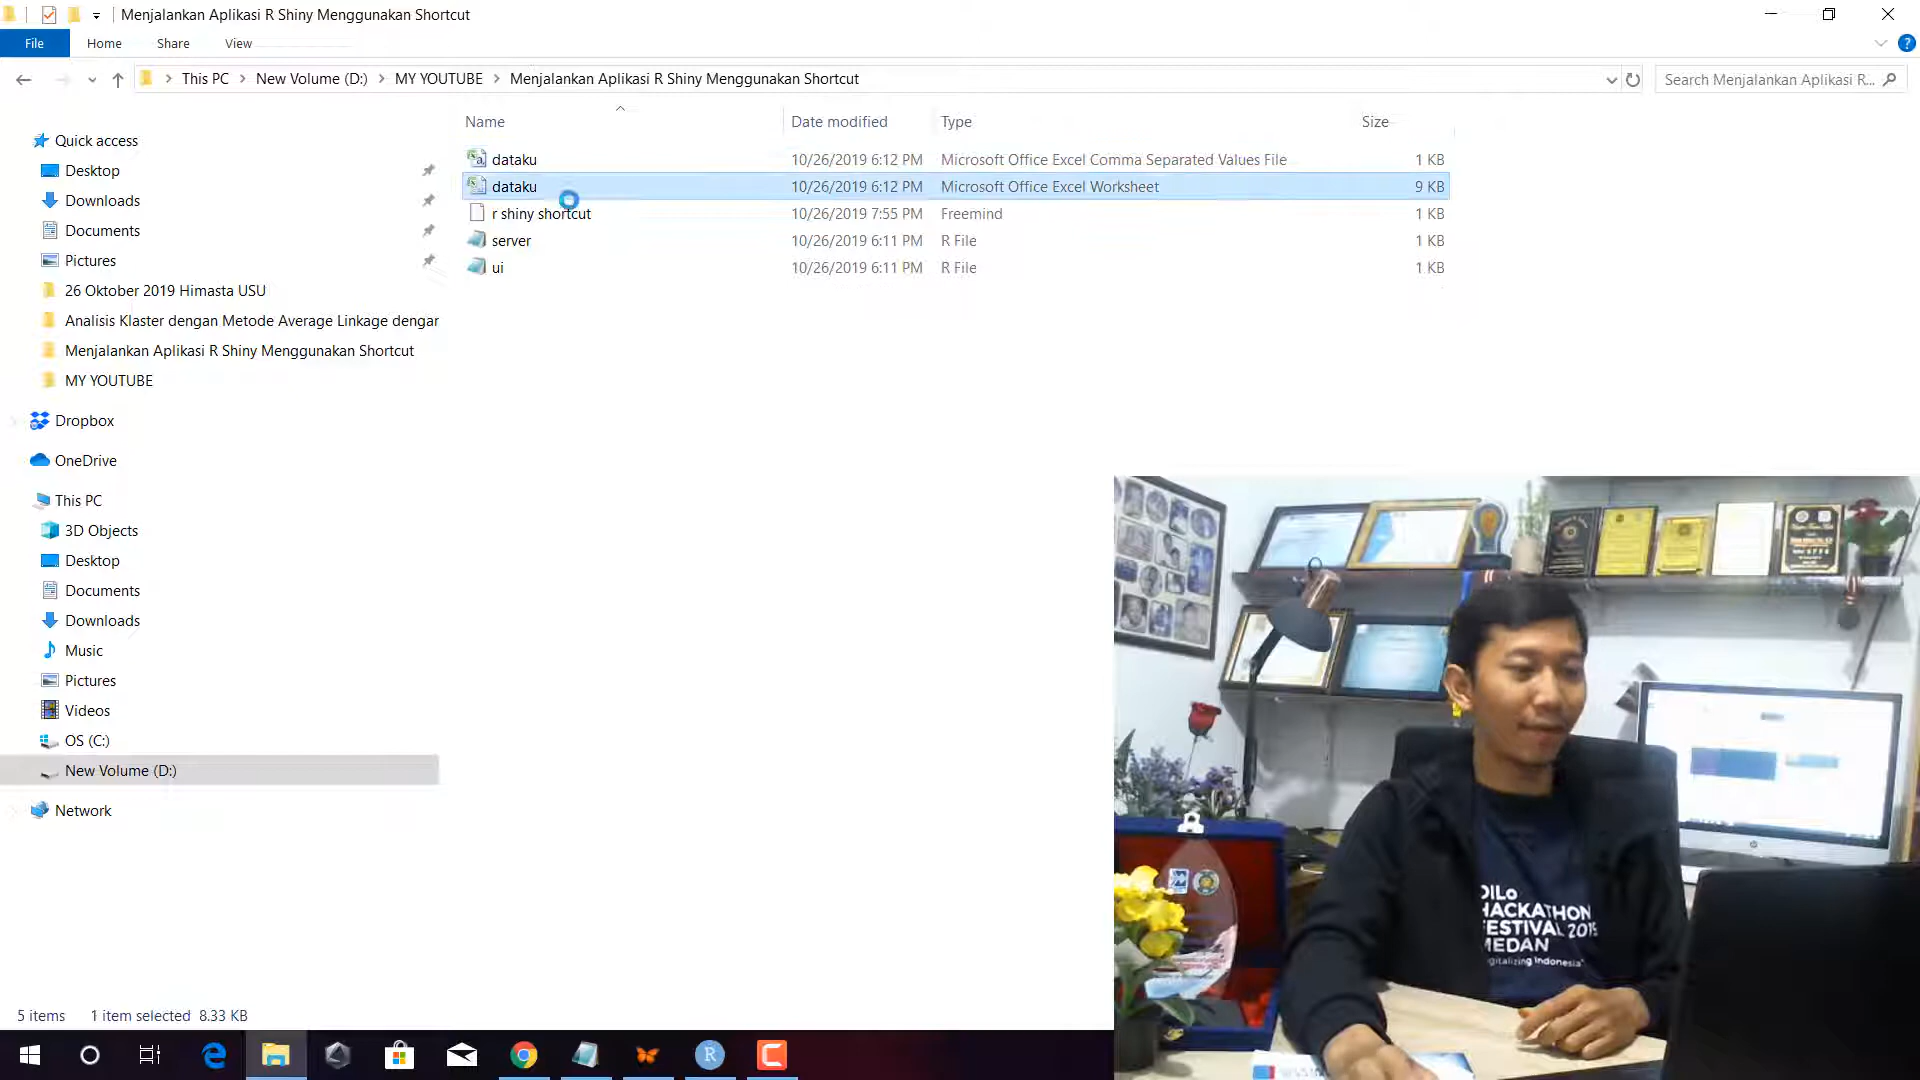 Menjalankan Aplikasi R Shiny Menggunakan Shortcut
File Home Share View
This PC New Volume (D:) MY YOUTUBE Menjalankan Aplikasi R Shiny Menggunakan Shortcut
Search Menjalankan Aplikasi R...
Name Date modified Type Size
dataku 10/26/2019 6:12 PM Microsoft Office Excel Comma Separated Values File 1 KB
dataku 10/26/2019 6:12 PM Microsoft Office Excel Worksheet 9 KB
r shiny shortcut 10/26/2019 7:55 PM Freemind 1 KB
server 10/26/2019 6:11 PM R File 1 KB
ui 10/26/2019 6:11 PM R File 1 KB
Quick access
Desktop
Downloads
Documents
Pictures
26 Oktober 2019 Himasta USU
Analisis Klaster dengan Metode Average Linkage dengar
Menjalankan Aplikasi R Shiny Menggunakan Shortcut
MY YOUTUBE
Dropbox
OneDrive
This PC
3D Objects
Desktop
Documents
Downloads
Music
Pictures
Videos
OS (C:)
New Volume (D:)
Network
5 items 1 item selected 8.33 KB
HACKATHON
MEDAN